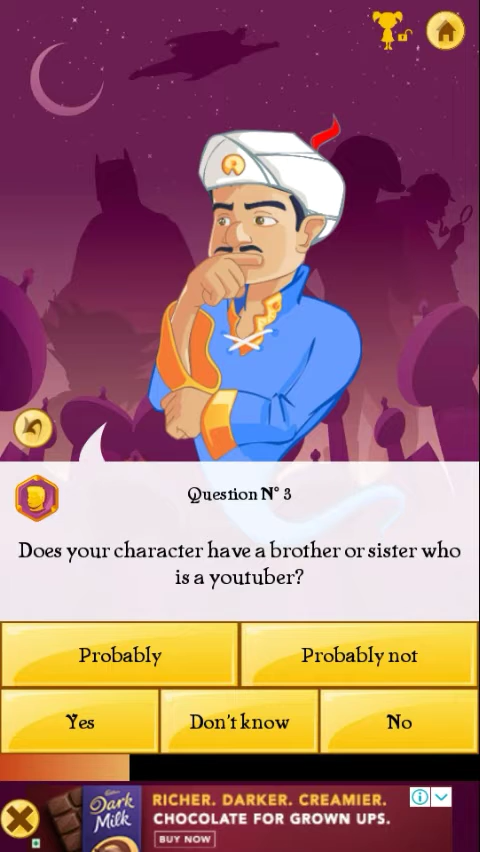 Question N° 3
Does your character have a brother or sister who
is a youtuber?
Probably
Probably not
Yes
Don't know
No
Cadbury
Dark
Milk
RICHER. DARKER. CREAMIER.
CHOCOLATE FOR GROWN UPS.
BUY NOW